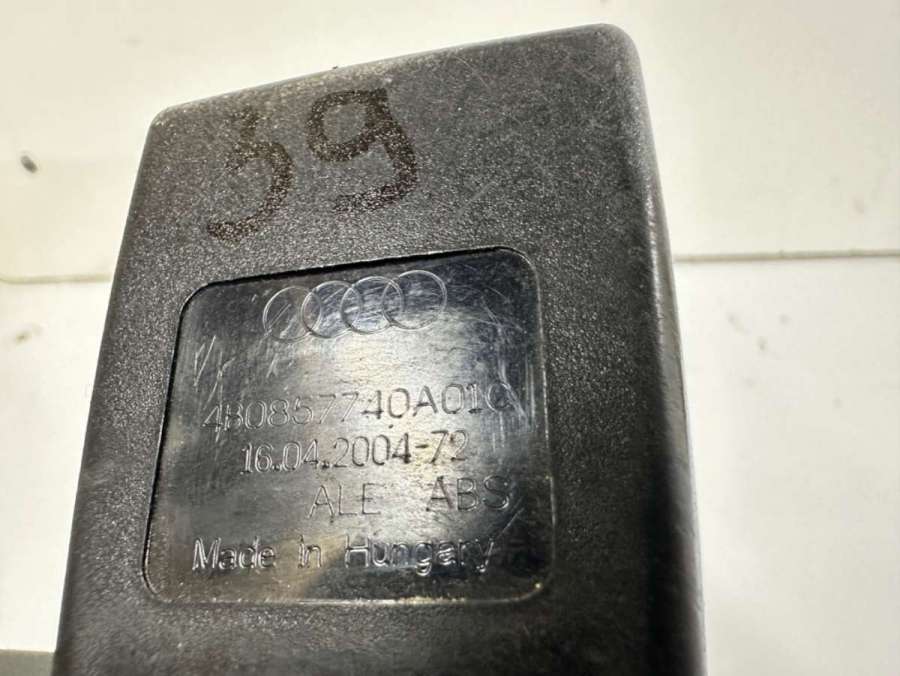 39
4B0857740A01C
16.04.2004-72
ALE ABS
Made in Hungary